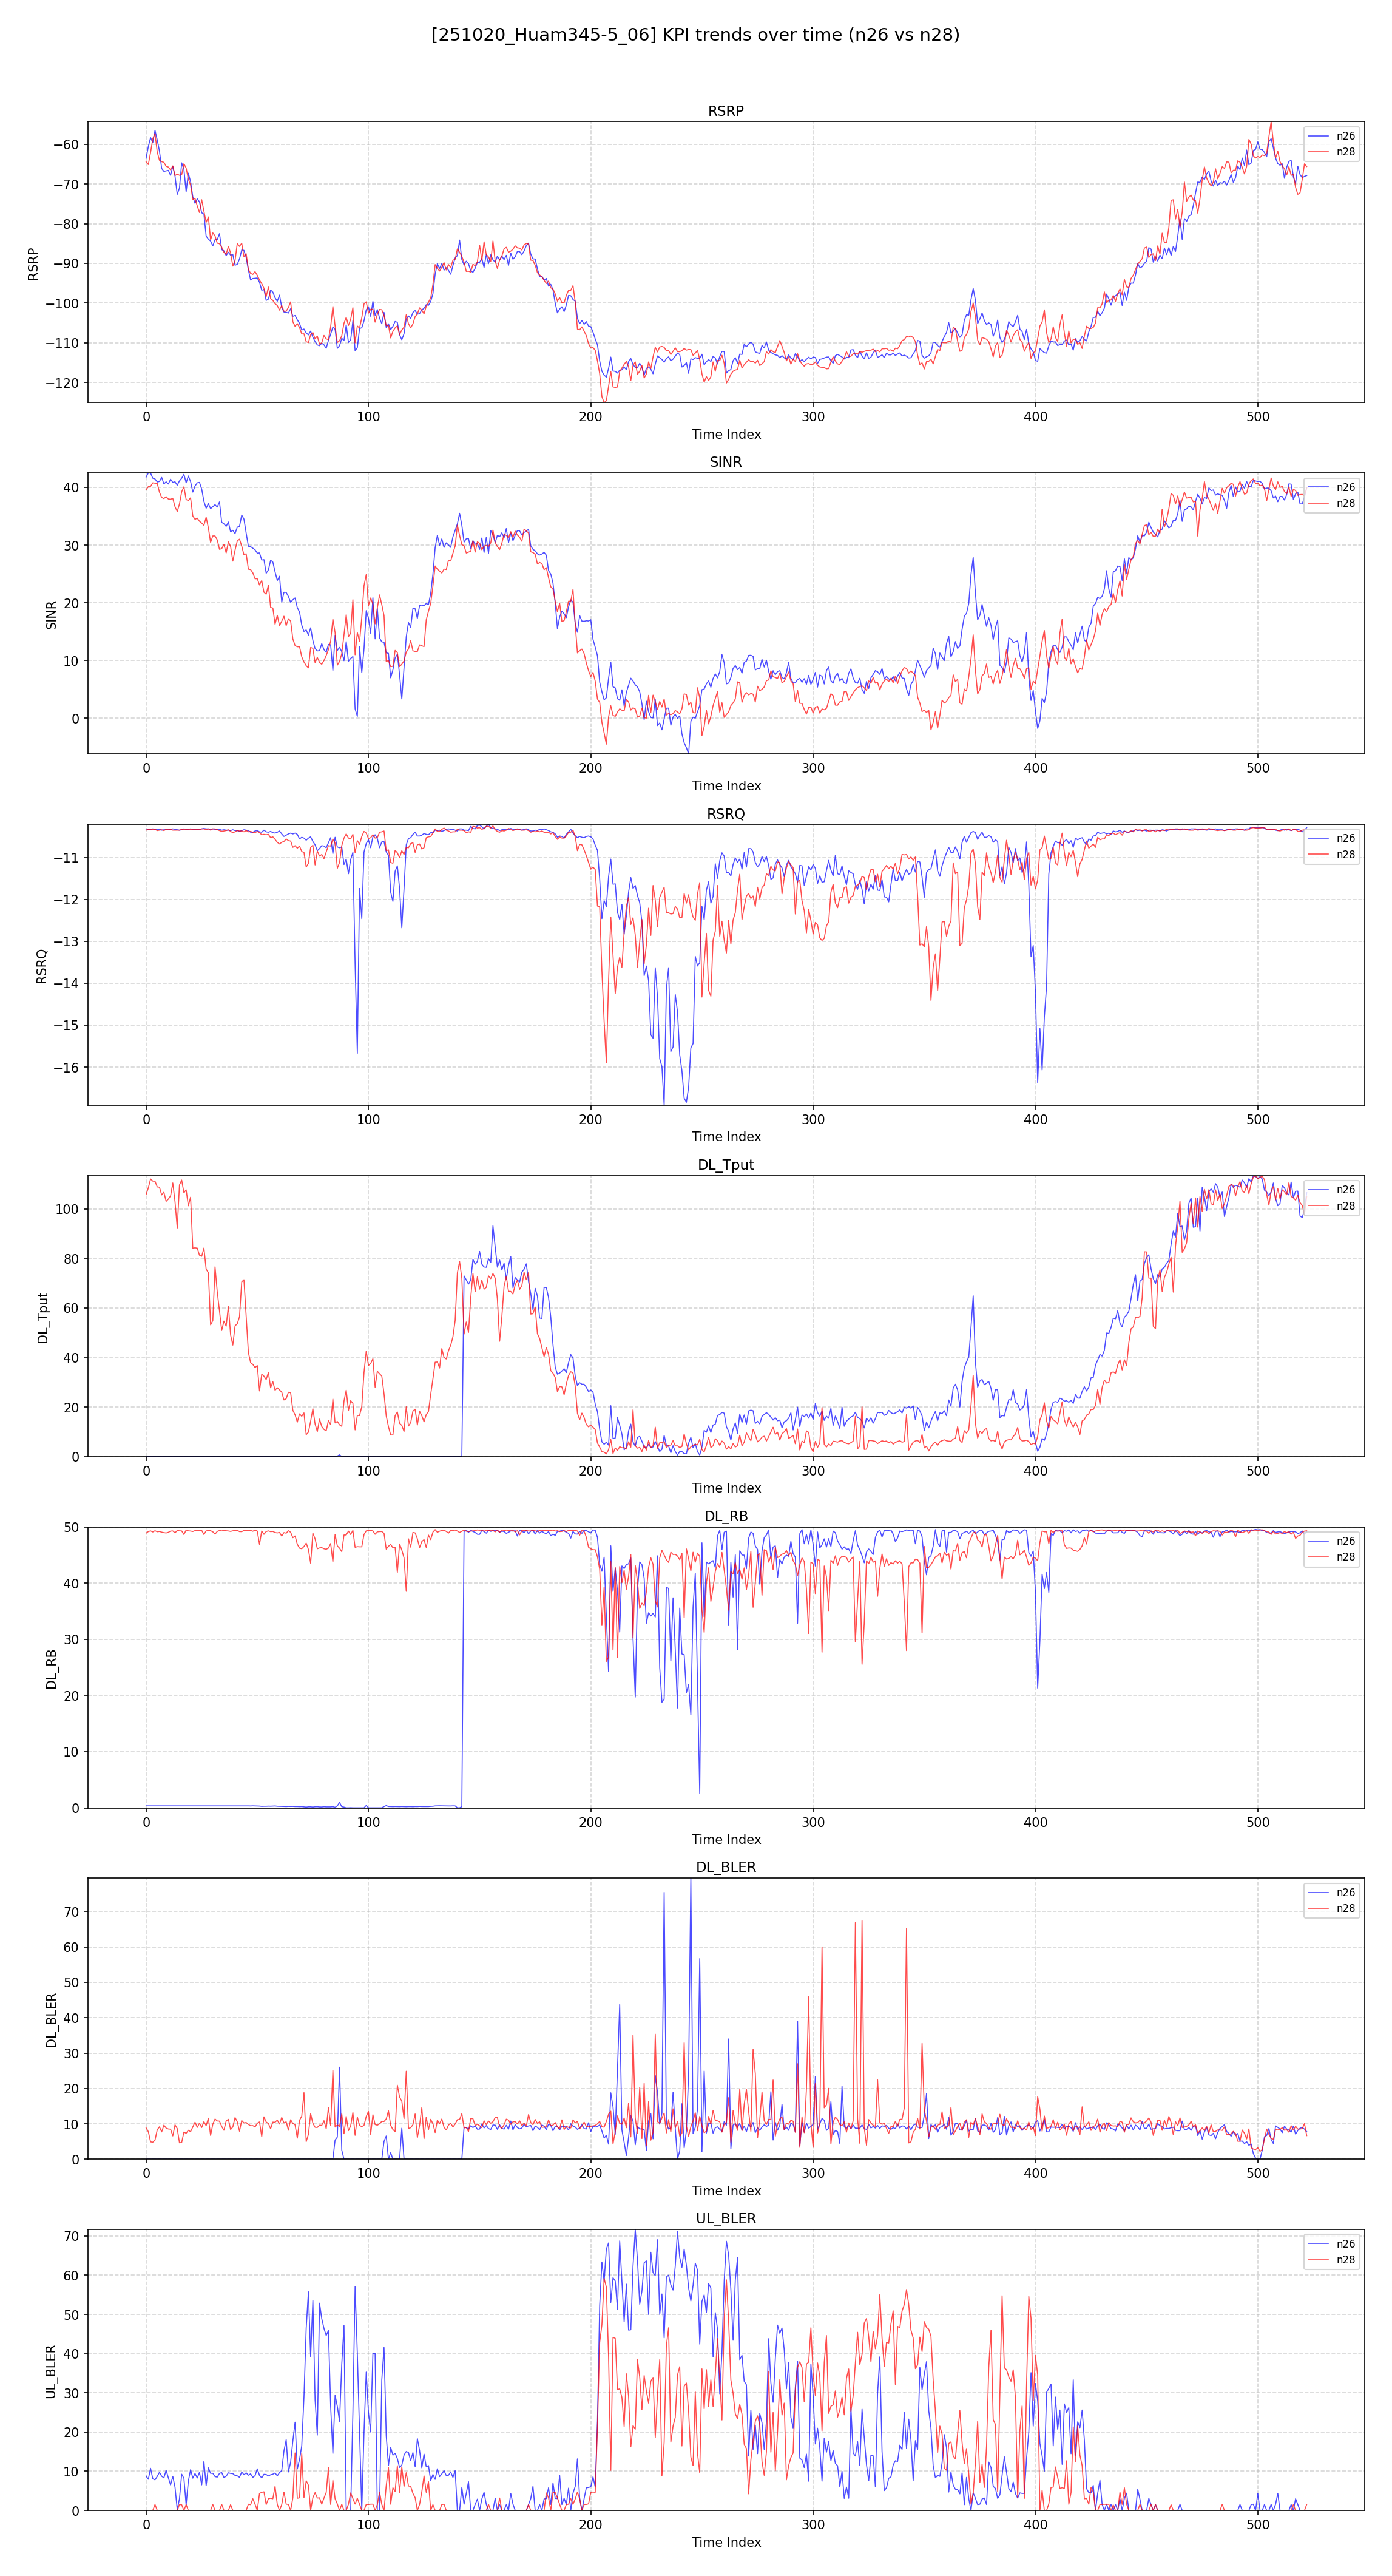 [251020_Huam345-5_06] KPI trends over time (n26 vs n28)
RSRP
n26
n28
RSRP
−60
−70
−80
−90
−100
−110
−120
0 100 200 300 400 500
Time Index
SINR
n26
n28
SINR
40
30
20
10
0
0 100 200 300 400 500
Time Index
RSRQ
n26
n28
RSRQ
−11
−12
−13
−14
−15
−16
0 100 200 300 400 500
Time Index
DL_Tput
n26
n28
DL_Tput
100
80
60
40
20
0
0 100 200 300 400 500
Time Index
DL_RB
n26
n28
DL_RB
50
40
30
20
10
0
0 100 200 300 400 500
Time Index
DL_BLER
n26
n28
DL_BLER
70
60
50
40
30
20
10
0
0 100 200 300 400 500
Time Index
UL_BLER
n26
n28
UL_BLER
70
60
50
40
30
20
10
0
0 100 200 300 400 500
Time Index